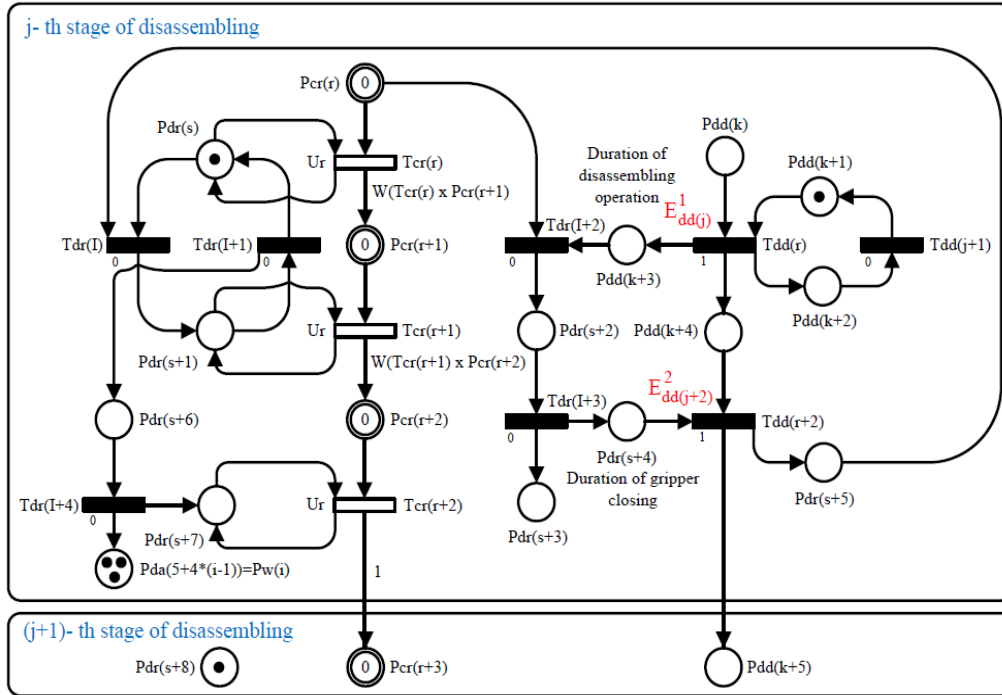 j- th stage of disassembling
Pcr(r)
0
Pdr(s)
Pdd(k)
Pdd(k+1)
Ur
Tcr(r)
Duration of
disassembling
operation
W(Tcr(r) x Pcr(r+1)
E¹dd(j)
Tdr(I)
0
Tdr(I+1)
0
0
Pcr(r+1)
Tdr(I+2)
0
Pdd(k+3)
Tdd(r)
1
Tdd(j+1)
0
Pdd(k+2)
Ur
Tcr(r+1)
Pdr(s+2)
Pdd(k+4)
Pdr(s+1)
W(Tcr(r+1) x Pcr(r+2)
Tdr(I+3)
0
E²dd(j+2)
Pdr(s+6)
0
Pcr(r+2)
Tdd(r+2)
1
Pdr(s+4)
Duration of gripper
closing
Pdr(s+5)
Tdr(I+4)
0
Ur
Tcr(r+2)
Pdr(s+7)
Pdr(s+3)
Pda(5+4*(i-1))=Pw(i)
1
(j+1)- th stage of disassembling
Pdr(s+8)
0
Pcr(r+3)
Pdd(k+5)